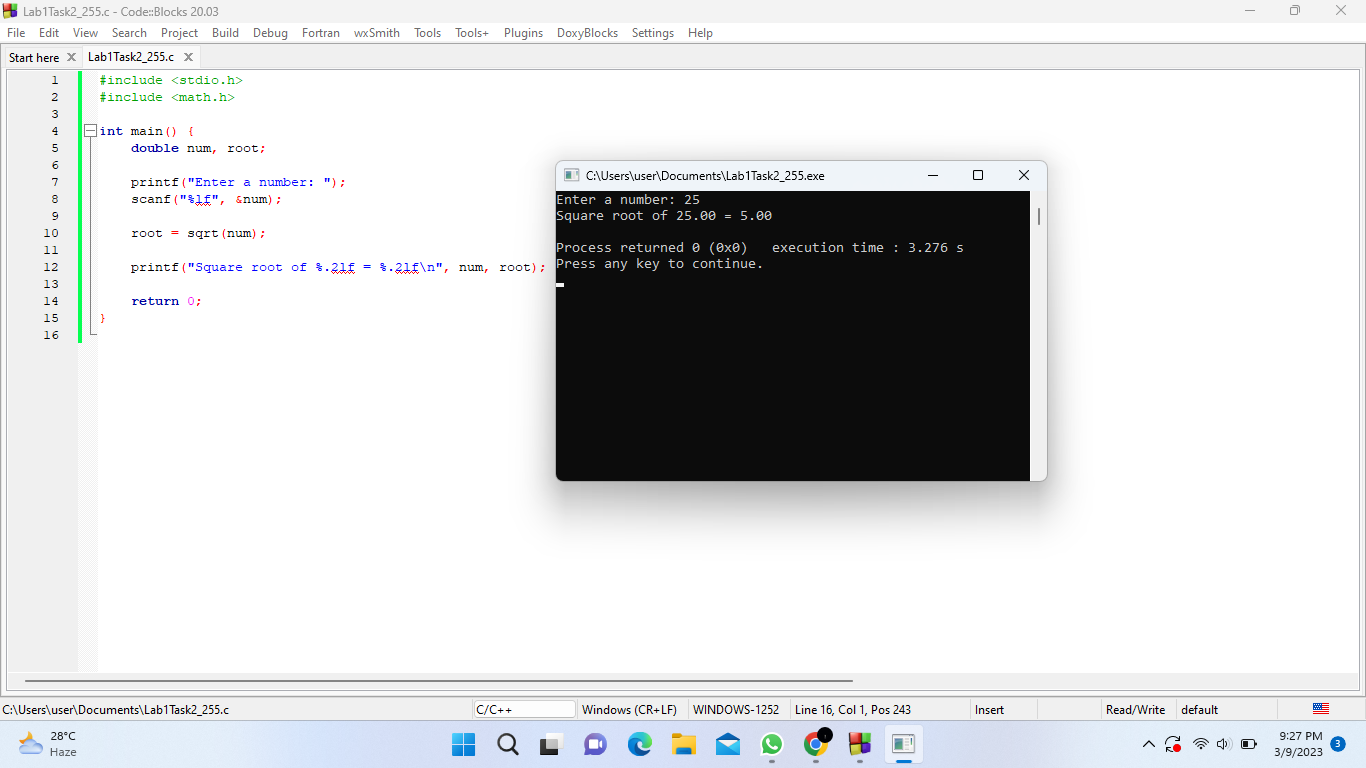 Lab1Task2_255.c - Code::Blocks 20.03
File Edit View Search Project Build Debug Fortran wxSmith Tools Tools+ Plugins DoxyBlocks Settings Help
Start here Lab1Task2_255.c
1 #include <stdio.h>
2 #include <math.h>
3
4 int main() {
5 double num, root;
6
7 printf("Enter a number: ");
8 scanf("%lf", &num);
9
10 root = sqrt(num);
11
12 printf("Square root of %.2lf = %.2lf\n", num, root);
13
14 return 0;
15 }
16
C:\Users\user\Documents\Lab1Task2_255.exe
Enter a number: 25
Square root of 25.00 = 5.00
Process returned 0 (0x0)   execution time : 3.276 s
Press any key to continue.
C:\Users\user\Documents\Lab1Task2_255.c C/C++ Windows (CR+LF) WINDOWS-1252 Line 16, Col 1, Pos 243 Insert Read/Write default
28°C
Haze
9:27 PM
3/9/2023
3